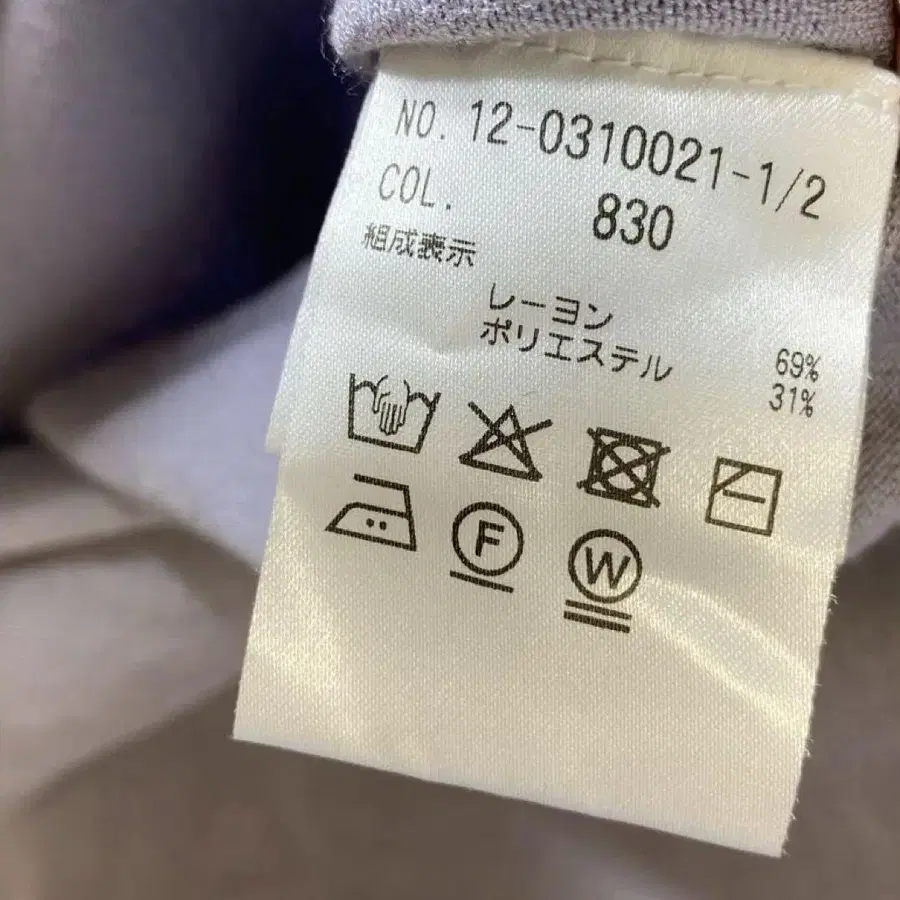 NO. 12-0310021-1/2
COL. 830
組成表示
レーヨン 69%
ポリエステル 31%
F
W